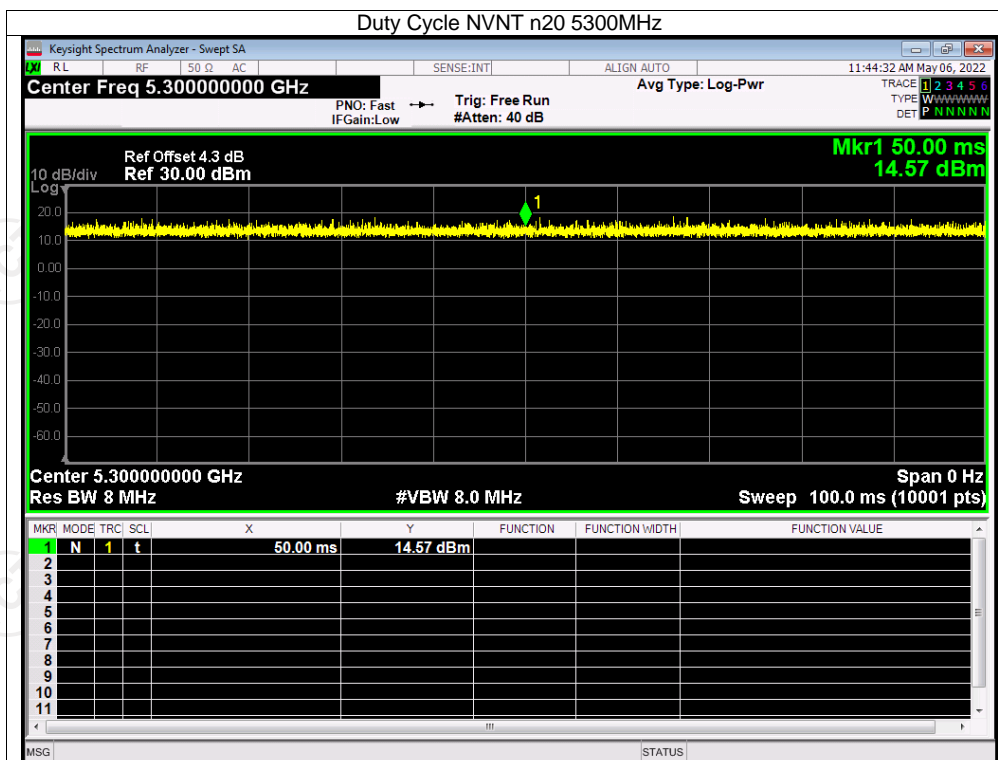 Duty Cycle NVNT n20 5300MHz
Keysight Spectrum Analyzer - Swept SA
LXI RL RF 50 Ω AC SENSE:INT ALIGN AUTO 11:44:32 AM May 06, 2022
Center Freq 5.300000000 GHz Avg Type: Log-Pwr TRACE 1 2 3 4 5 6
PNO: Fast Trig: Free Run TYPE WWWWWW
IFGain:Low #Atten: 40 dB DET P N N N N N
Mkr1 50.00 ms
Ref Offset 4.3 dB
10 dB/div Ref 30.00 dBm 14.57 dBm
Log
1
20.0
10.0
0.00
-10.0
-20.0
-30.0
-40.0
-50.0
-60.0
Center 5.300000000 GHz Span 0 Hz
Res BW 8 MHz #VBW 8.0 MHz Sweep 100.0 ms (10001 pts)
MKR MODE TRC SCL X Y FUNCTION FUNCTION WIDTH FUNCTION VALUE
1 N 1 t 50.00 ms 14.57 dBm
2
3
4
5
6
7
8
9
10
11
MSG STATUS